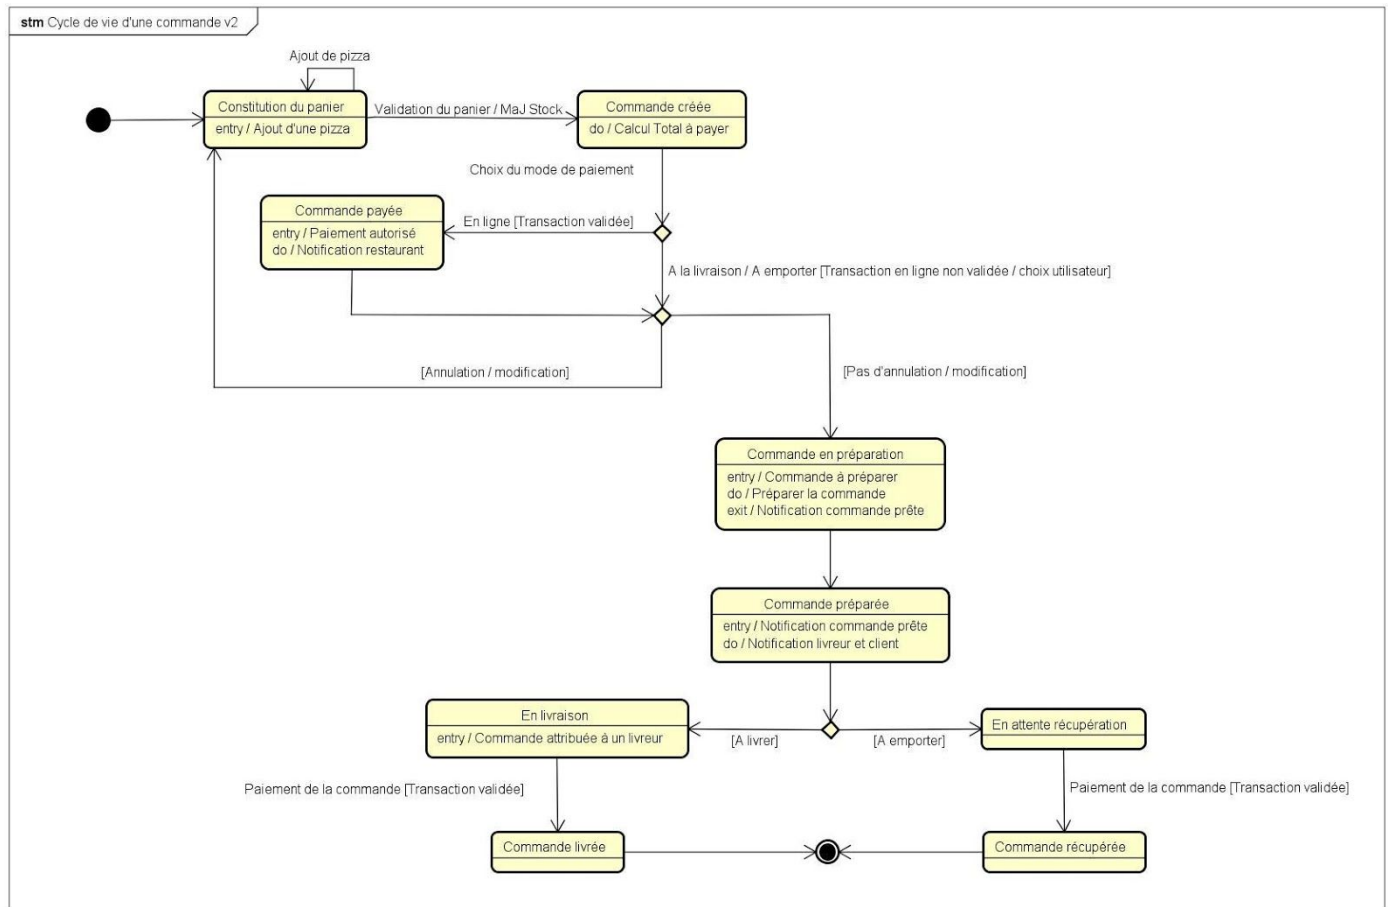 stm Cycle de vie d'une commande v2
Ajout de pizza
Constitution du panier
entry / Ajout d'une pizza
Validation du panier / MaJ Stock
Commande créée
do / Calcul Total à payer
Choix du mode de paiement
Commande payée
entry / Paiement autorisé
do / Notification restaurant
En ligne [Transaction validée]
A la livraison / A emporter [Transaction en ligne non validée / choix utilisateur]
[Annulation / modification]
[Pas d'annulation / modification]
Commande en préparation
entry / Commande à préparer
do / Préparer la commande
exit / Notification commande prête
Commande préparée
entry / Notification commande prête
do / Notification livreur et client
En livraison
entry / Commande attribuée à un livreur
[A livrer]
[A emporter]
En attente récupération
Paiement de la commande [Transaction validée]
Paiement de la commande [Transaction validée]
Commande livrée
Commande récupérée